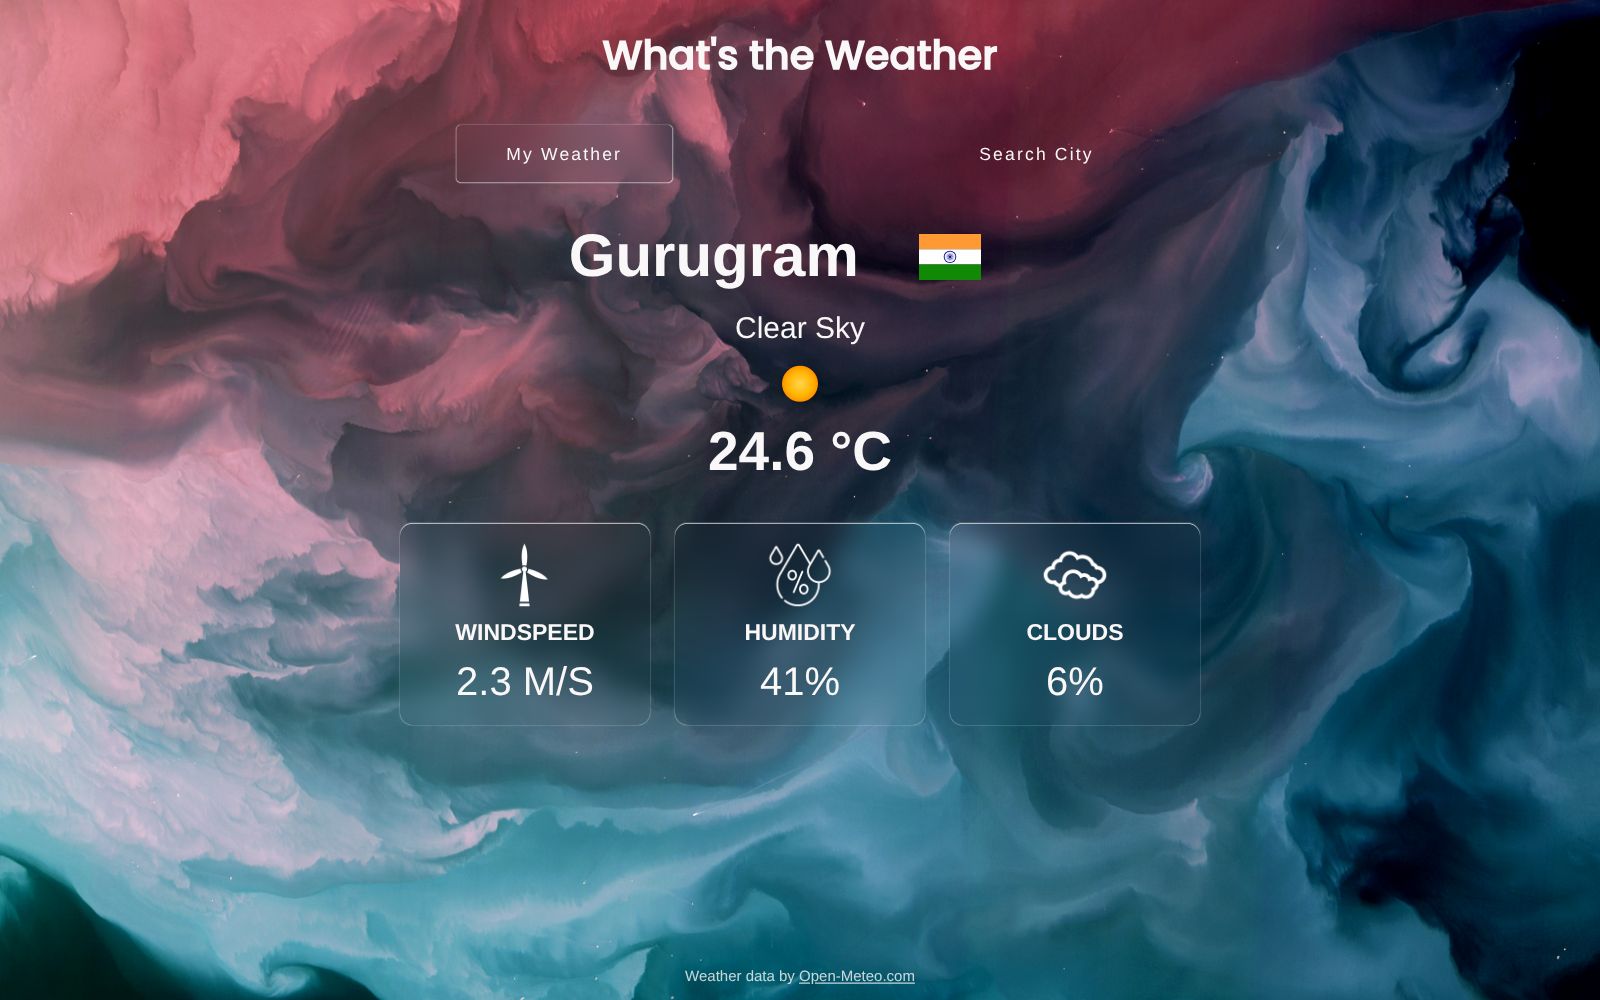 What's the Weather
My Weather
Search City
Gurugram
Clear Sky
24.6 °C
WINDSPEED
2.3 M/S
HUMIDITY
41%
CLOUDS
6%
Weather data by Open-Meteo.com